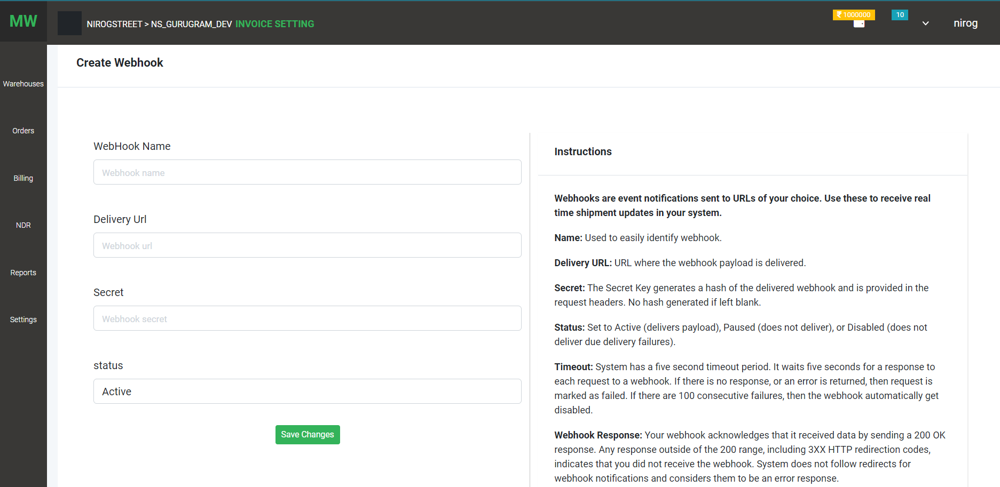 MW
NIROGSTREET > NS_GURUGRAM_DEV INVOICE SETTING
₹ 1000000
10
nirog
Warehouses
Orders
Billing
NDR
Reports
Settings
Create Webhook
WebHook Name
Webhook name
Delivery Url
Webhook url
Secret
Webhook secret
status
Active
Save Changes
Instructions
Webhooks are event notifications sent to URLs of your choice. Use these to receive real
time shipment updates in your system.
Name: Used to easily identify webhook.
Delivery URL: URL where the webhook payload is delivered.
Secret: The Secret Key generates a hash of the delivered webhook and is provided in the
request headers. No hash generated if left blank.
Status: Set to Active (delivers payload), Paused (does not deliver), or Disabled (does not
deliver due delivery failures).
Timeout: System has a five second timeout period. It waits five seconds for a response to
each request to a webhook. If there is no response, or an error is returned, then request is
marked as failed. If there are 100 consecutive failures, then the webhook automatically get
disabled.
Webhook Response: Your webhook acknowledges that it received data by sending a 200 OK
response. Any response outside of the 200 range, including 3XX HTTP redirection codes,
indicates that you did not receive the webhook. System does not follow redirects for
webhook notifications and considers them to be an error response.